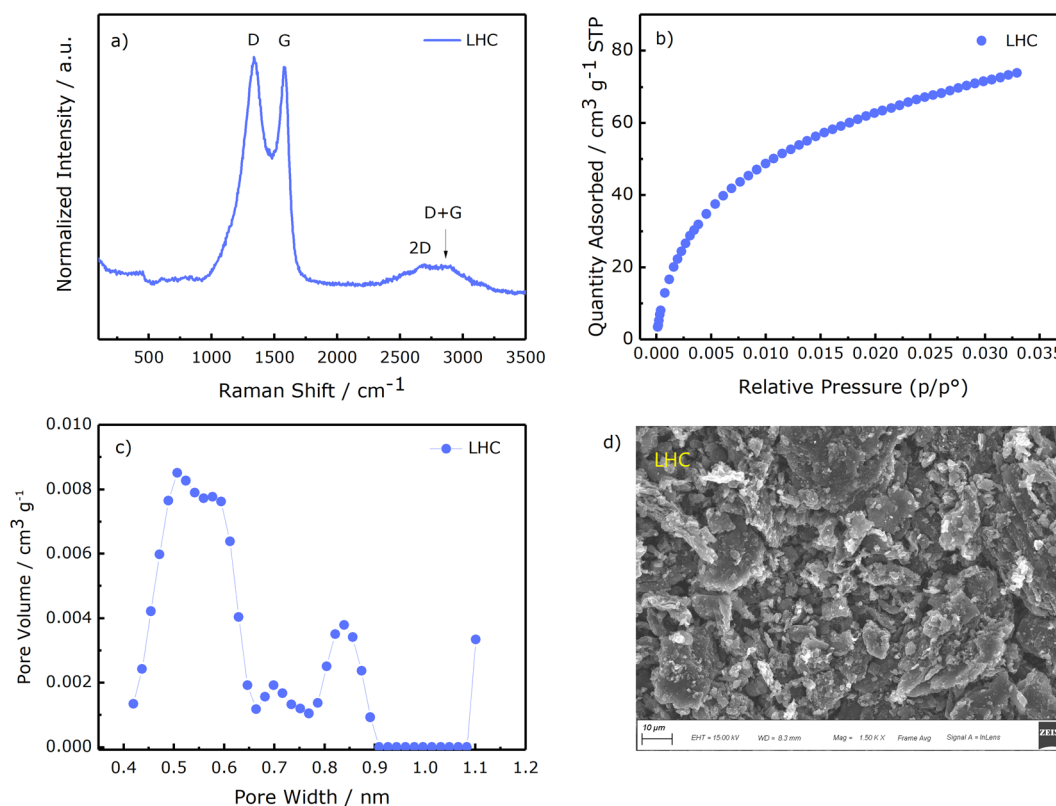 a)
D
G
LHC
D+G
2D
Normalized Intensity / a.u.
500
1000
1500
2000
2500
3000
3500
Raman Shift / cm⁻¹
b)
LHC
Quantity Adsorbed / cm³ g⁻¹ STP
80
60
40
20
0
0.000
0.005
0.010
0.015
0.020
0.025
0.030
0.035
Relative Pressure (p/p°)
c)
LHC
Pore Volume / cm³ g⁻¹
0.010
0.008
0.006
0.004
0.002
0.000
0.4
0.5
0.6
0.7
0.8
0.9
1.0
1.1
1.2
Pore Width / nm
d)
LHC
10 µm
EHT = 15.00 kV
WD = 8.3 mm
Mag = 1.50 K X
Frame Avg
Signal A = InLens